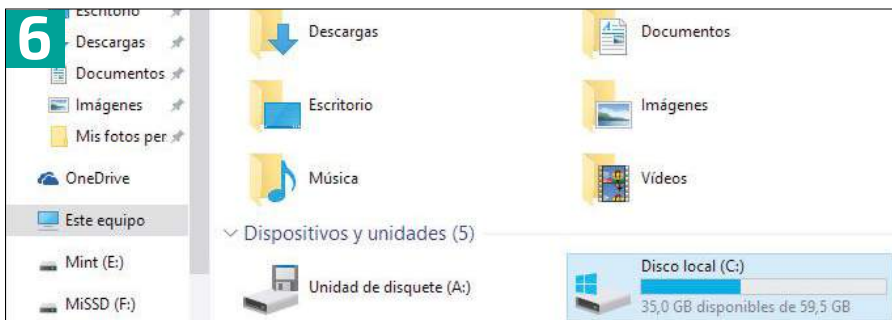 6
Escritorio
Descargas
Documentos
Imágenes
Mis fotos per
OneDrive
Este equipo
Mint (E:)
MiSSD (F:)
Descargas
Documentos
Escritorio
Imágenes
Música
Vídeos
Dispositivos y unidades (5)
Unidad de disquete (A:)
Disco local (C:)
35,0 GB disponibles de 59,5 GB